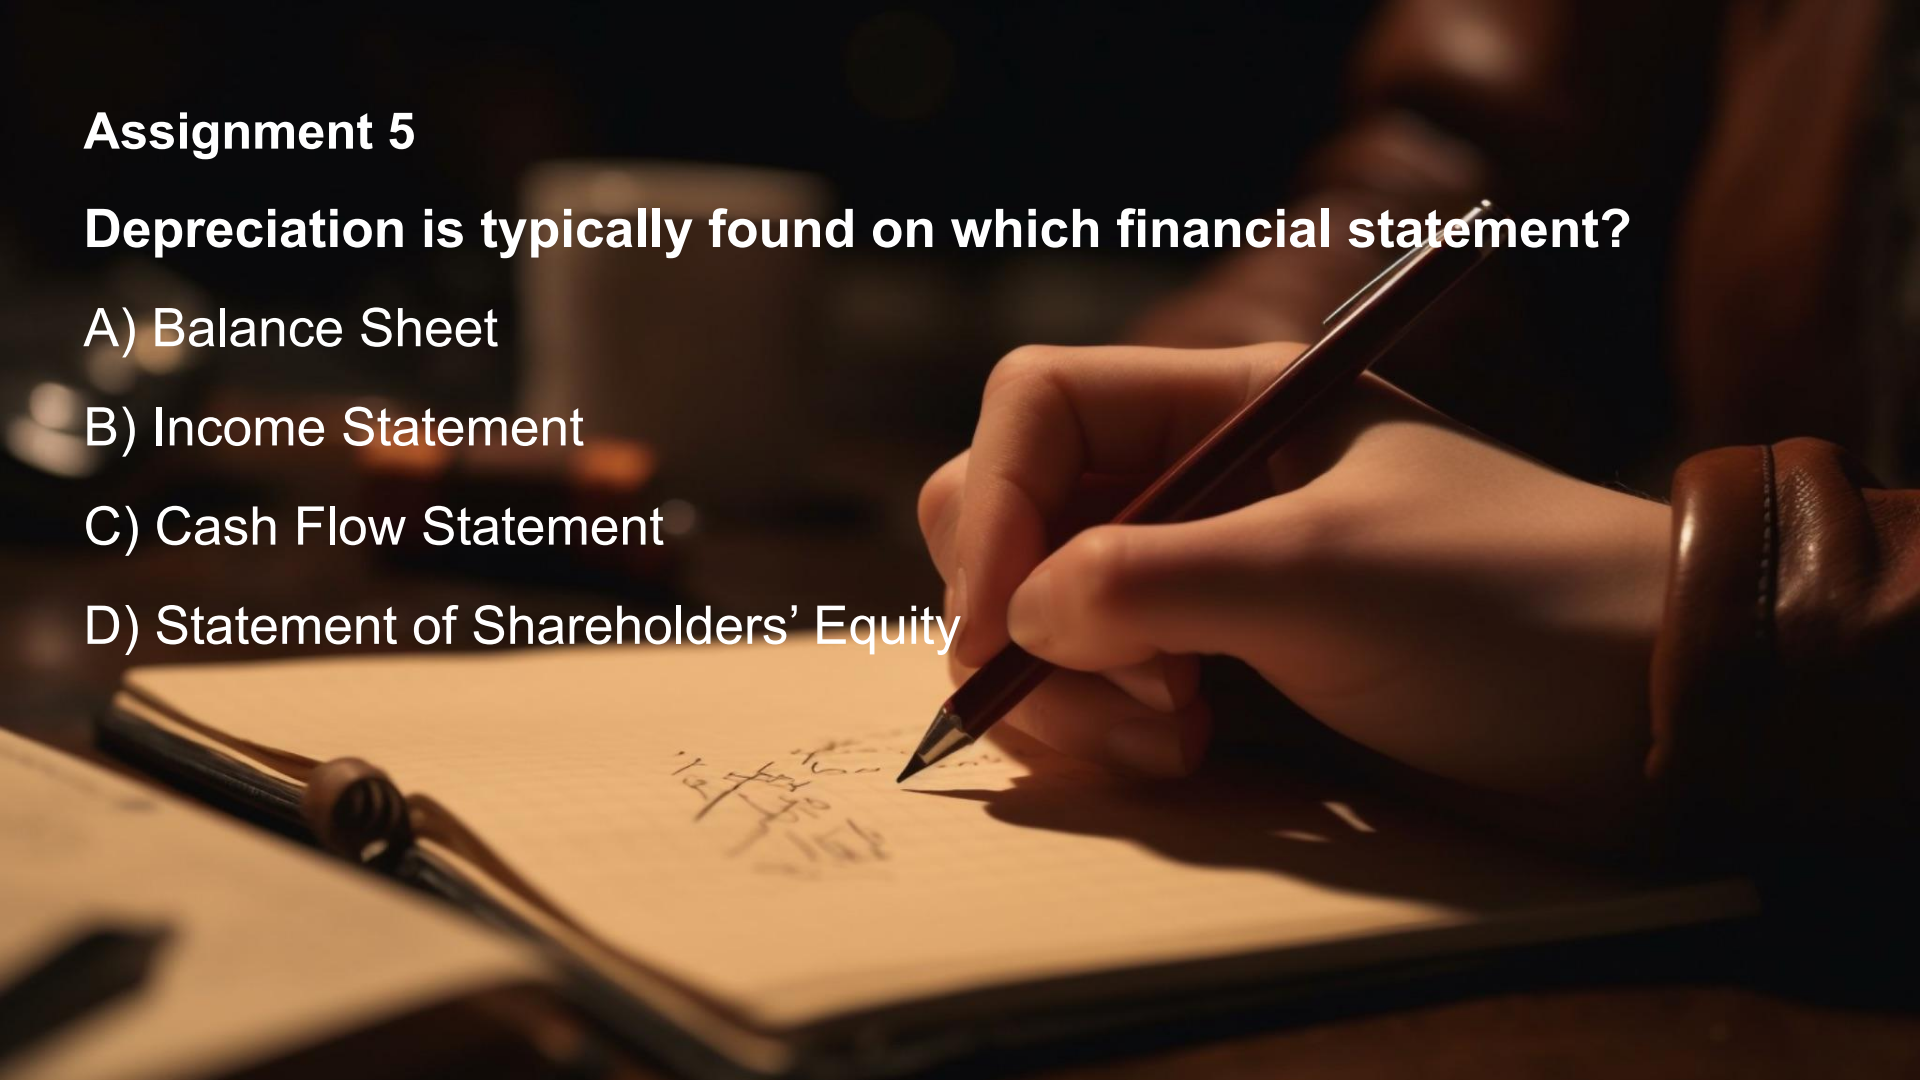 Assignment 5
Depreciation is typically found on which financial statement?
A) Balance Sheet
B) Income Statement
C) Cash Flow Statement
D) Statement of Shareholders’ Equity